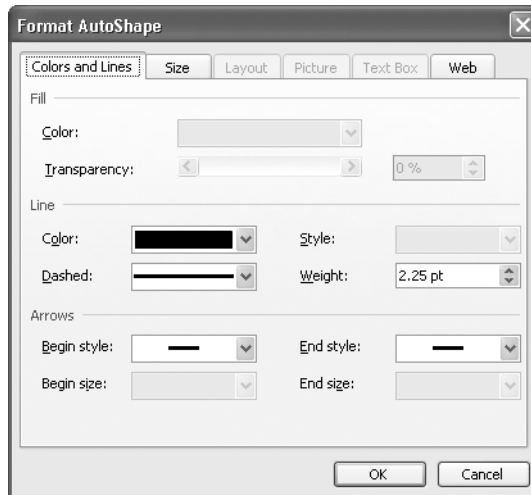 Format AutoShape
Colors and Lines Size Layout Picture Text Box Web
Fill
Color:
Transparency: 0 %
Line
Color: Style:
Dashed: Weight: 2.25 pt
Arrows
Begin style: End style:
Begin size: End size:
OK Cancel